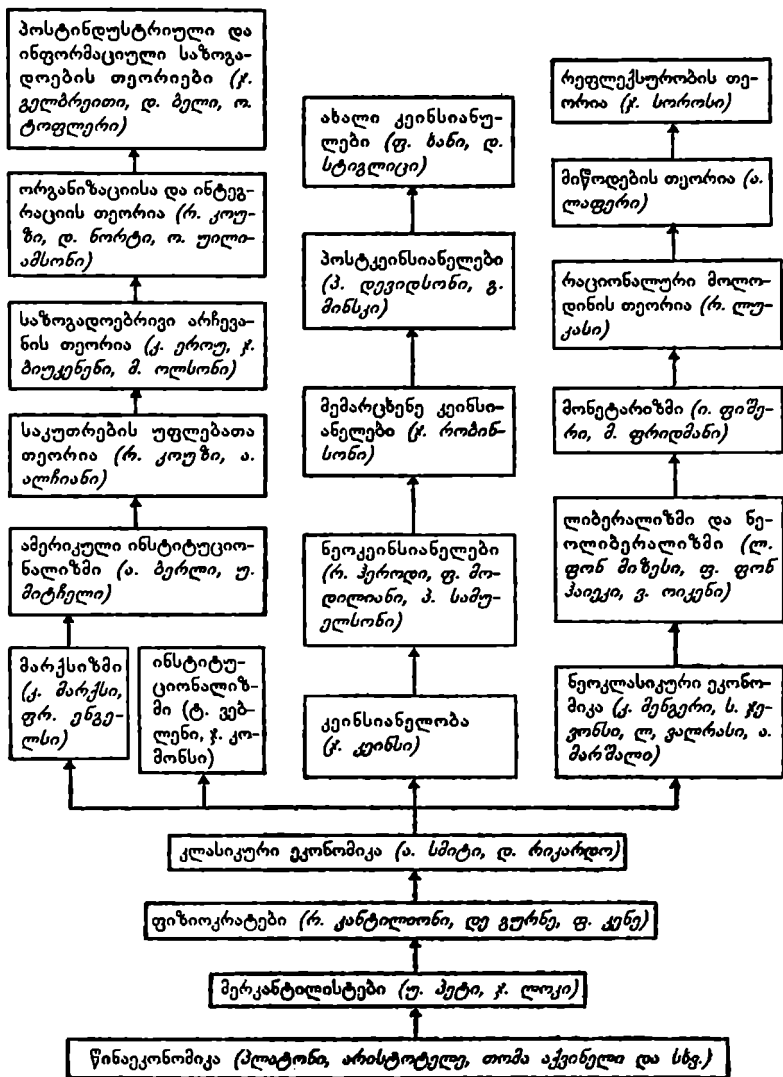 პოსტინდუსტრიული და
ინფორმაციული საზოგა-
დოების თეორიები (ჯ.
გელბრეითი, დ. ბელი, ო.
ტოფლერი)
ორგანიზაციისა და ინტეგ-
რაციის თეორია (რ. კოუ-
ზი, დ. ნორტი, ო. უილი-
ამსონი)
საზოგადოებრივი არჩევა-
ნის თეორია (კ. ეროუ, ჯ.
ბიუკენენი, მ. ოლსონი)
საკუთრების უფლებათა
თეორია (რ. კოუზი, ა.
ალჩიანი)
ამერიკული ინსტიტუციო-
ნალიზმი (ა. ბერლი, უ.
მიტჩელი)
მარქსიზმი
(კ. მარქსი,
ფრ. ენგე-
ლსი)
ინსტიტუ-
ციონალიზ-
მი (ტ. ვებ-
ლენი, ჯ. კო-
მონსი)
ახალი კეინსიანუ-
ლები (ფ. ხანი, დ.
სტიგლიცი)
პოსტკეინსიანელები
(პ. დევიდსონი, გ.
მინსკი)
მემარცხენე კეინსი-
ანელები (ჯ. რობინ-
სონი)
ნეოკეინსიანელები
(რ. ჰეროდი, ფ. მო-
დილიანი, პ. სამუ-
ელსონი)
კეინსიანელობა
(ჯ. კეინსი)
რეფლექსურობის თე-
ორია (ჯ. სოროსი)
მიწოდების თეორია (ა.
ლაფერი)
რაციონალური მოლო-
დინის თეორია (რ. ლუ-
კასი)
მონეტარიზმი (ი. ფიშე-
რი, მ. ფრიდმანი)
ლიბერალიზმი და ნე-
ოლიბერალიზმი (ლ.
ფონ მიზესი, ფ. ფონ
ჰაიეკი, ვ. ოიკენი)
ნეოკლასიკური ეკონო-
მიკა (კ. მენგერი, ს. ჯე-
ვონსი, ლ, ვალრასი, ა.
მარშალი)
კლასიკური ეკონომიკა (ა. სმიტი, დ. რიკარდო)
ფიზიოკრატები (რ. კანტილიონი, დე გურნე, ფ. კენე)
მერკანტილისტები (უ. პეტი, ჯ. ლოკი)
წინაეკონომიკა (პლატონი, არისტოტელე, თომა აქვინელი და სხვ.)